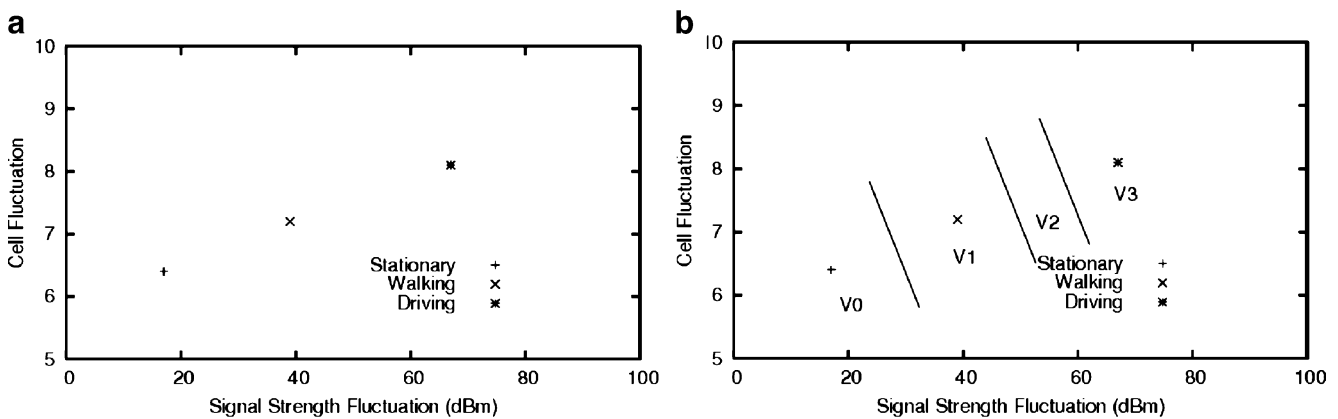 a
10
9
8
7
6
5
Cell Fluctuation
Stationary
Walking
Driving
0 20 40 60 80 100
Signal Strength Fluctuation (dBm)
b
10
9
8
7
6
5
Cell Fluctuation
V0
V1
V2
V3
Stationary
Walking
Driving
0 20 40 60 80 100
Signal Strength Fluctuation (dBm)